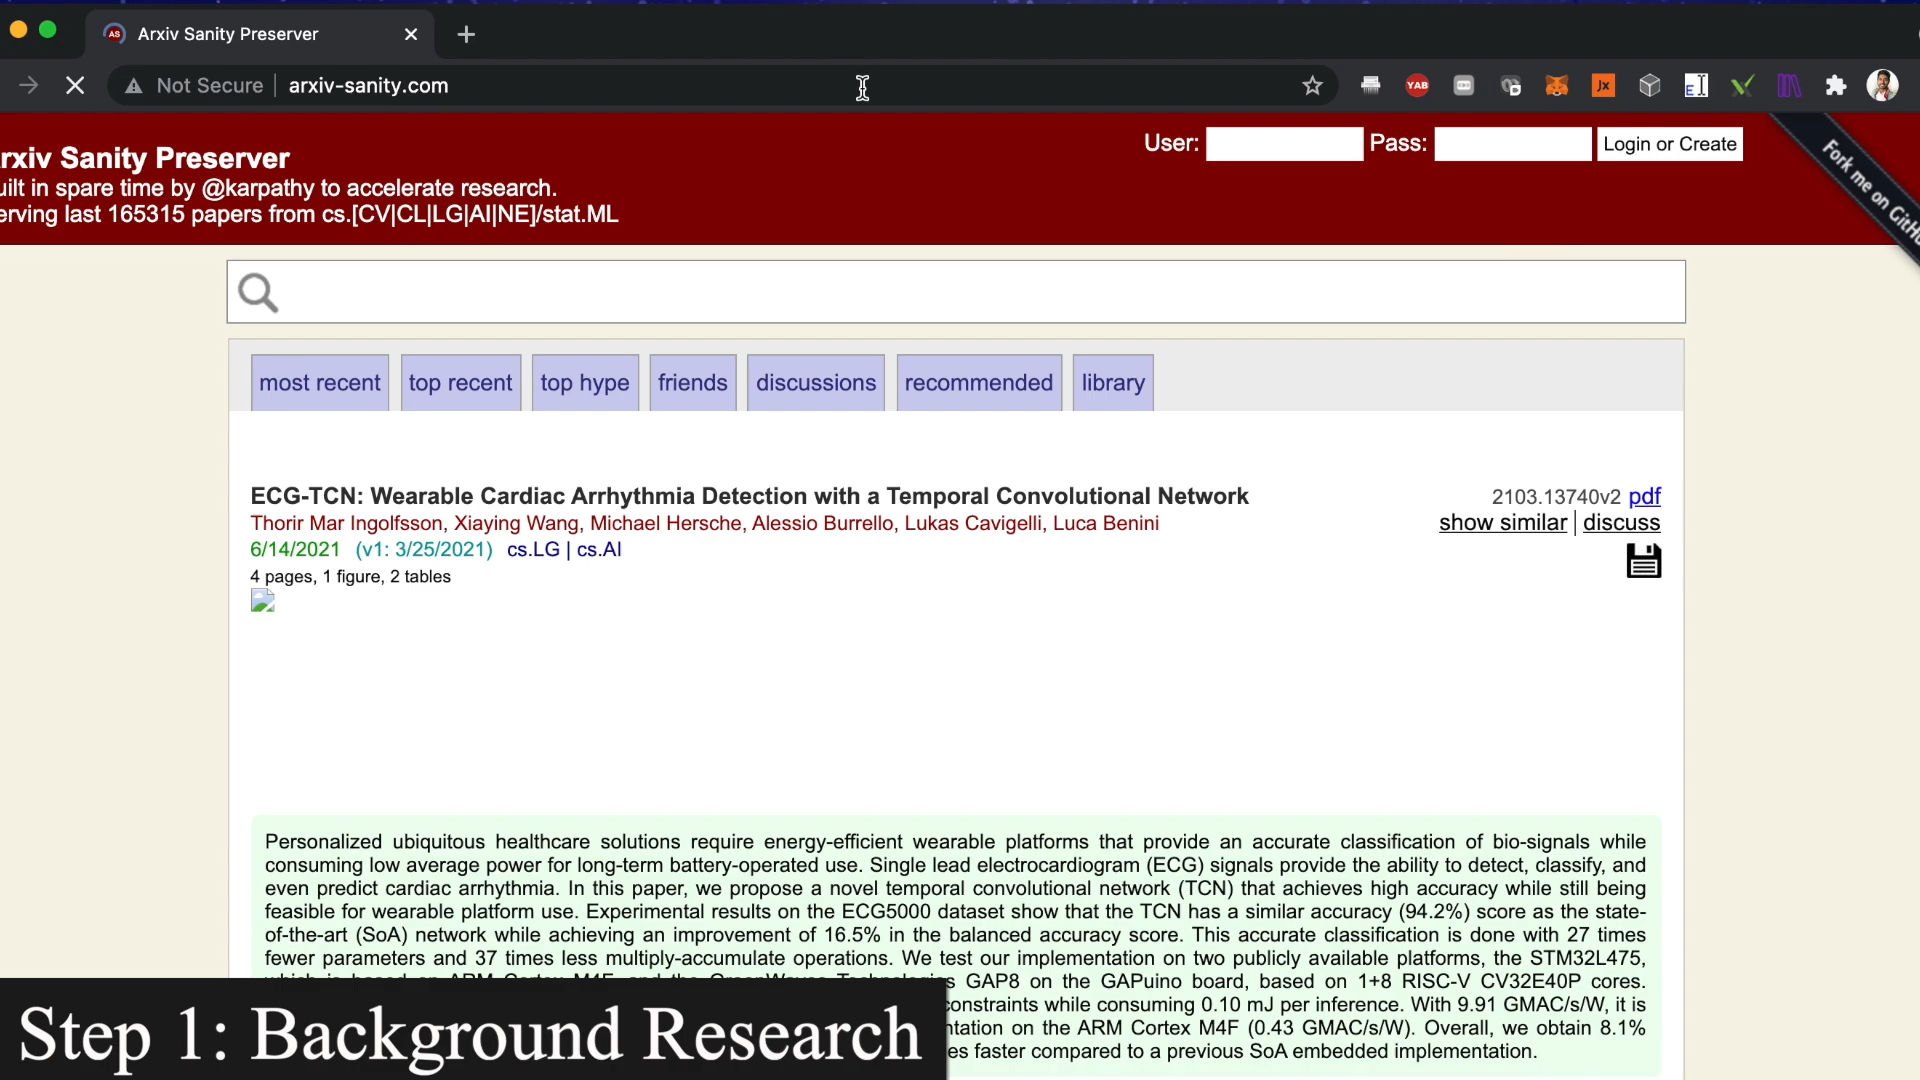 AS Arxiv Sanity Preserver
Not Secure arxiv-sanity.com
YAB
Jx
E
User: Pass: Login or Create
Fork me on GitHu
rxiv Sanity Preserver
uilt in spare time by @karpathy to accelerate research.
erving last 165315 papers from cs.[CV|CL|LG|AI|NE]/stat.ML
most recent top recent top hype friends discussions recommended library
ECG-TCN: Wearable Cardiac Arrhythmia Detection with a Temporal Convolutional Network 2103.13740v2 pdf
Thorir Mar Ingolfsson, Xiaying Wang, Michael Hersche, Alessio Burrello, Lukas Cavigelli, Luca Benini show similar | discuss
6/14/2021 (v1: 3/25/2021) cs.LG | cs.AI
4 pages, 1 figure, 2 tables
Personalized ubiquitous healthcare solutions require energy-efficient wearable platforms that provide an accurate classification of bio-signals while
consuming low average power for long-term battery-operated use. Single lead electrocardiogram (ECG) signals provide the ability to detect, classify, and
even predict cardiac arrhythmia. In this paper, we propose a novel temporal convolutional network (TCN) that achieves high accuracy while still being
feasible for wearable platform use. Experimental results on the ECG5000 dataset show that the TCN has a similar accuracy (94.2%) score as the state-
of-the-art (SoA) network while achieving an improvement of 16.5% in the balanced accuracy score. This accurate classification is done with 27 times
fewer parameters and 37 times less multiply-accumulate operations. We test our implementation on two publicly available platforms, the STM32L475,
s GAP8 on the GAPuino board, based on 1+8 RISC-V CV32E40P cores.
constraints while consuming 0.10 mJ per inference. With 9.91 GMAC/s/W, it is
ntation on the ARM Cortex M4F (0.43 GMAC/s/W). Overall, we obtain 8.1%
es faster compared to a previous SoA embedded implementation.
Step 1: Background Research